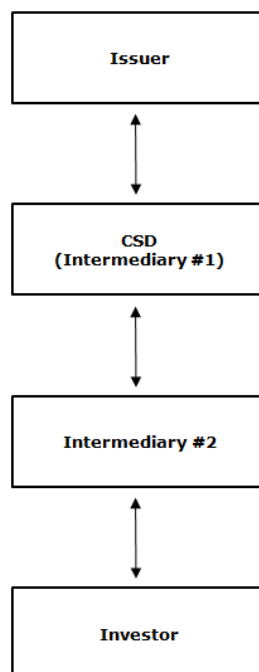 Issuer
CSD
(Intermediary #1)
Intermediary #2
Investor